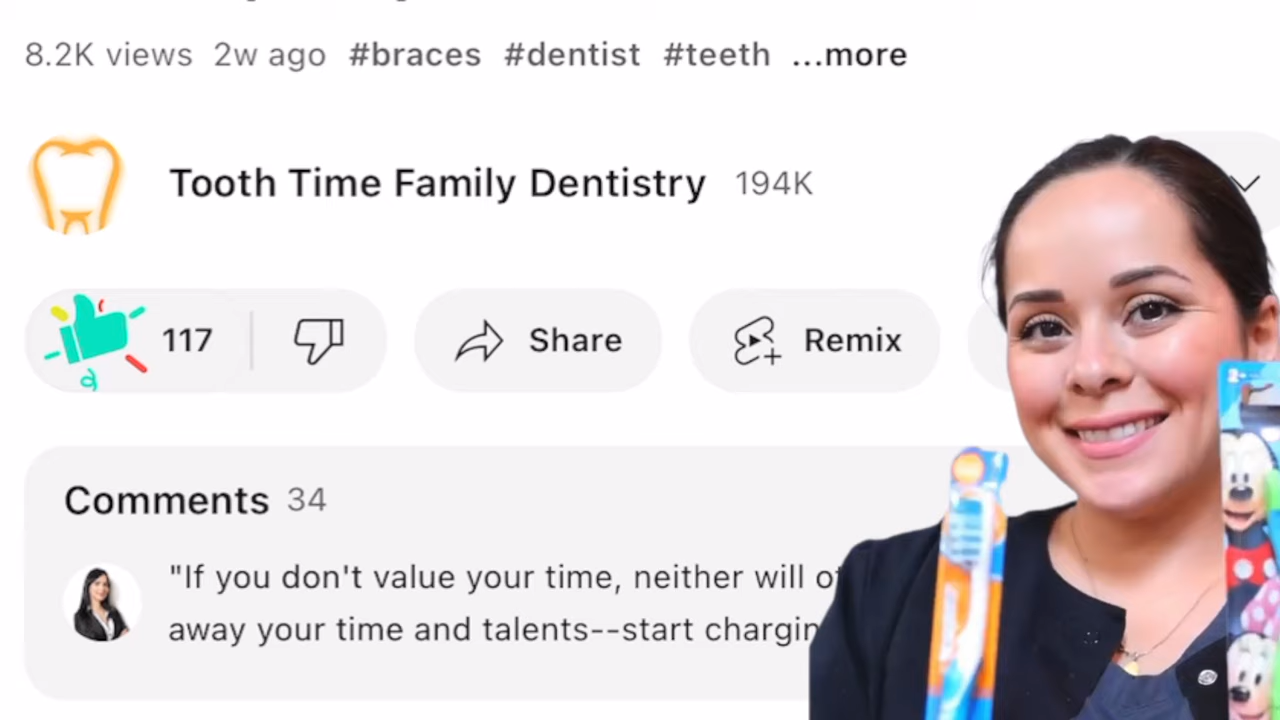 8.2K views 2w ago #braces #dentist #teeth ...more
Tooth Time Family Dentistry 194K
117 Share Remix
Comments 34
"If you don't value your time, neither will
away your time and talents--start